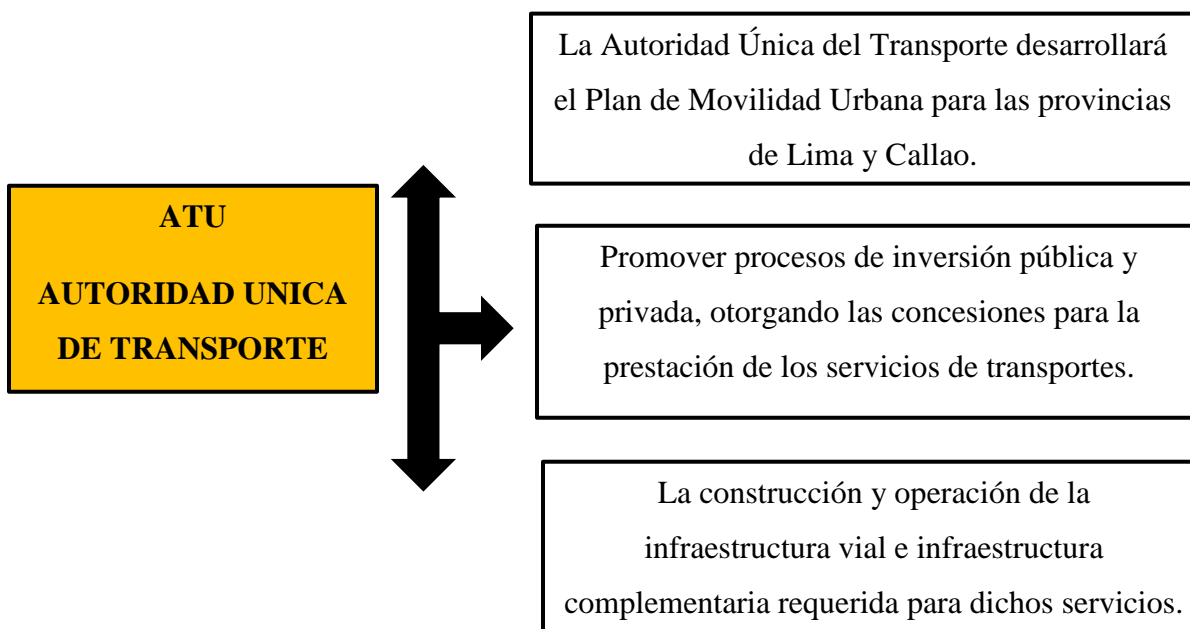 ATU
AUTORIDAD UNICA
DE TRANSPORTE
La Autoridad Única del Transporte desarrollará
el Plan de Movilidad Urbana para las provincias
de Lima y Callao.
Promover procesos de inversión pública y
privada, otorgando las concesiones para la
prestación de los servicios de transportes.
La construcción y operación de la
infraestructura vial e infraestructura
complementaria requerida para dichos servicios.